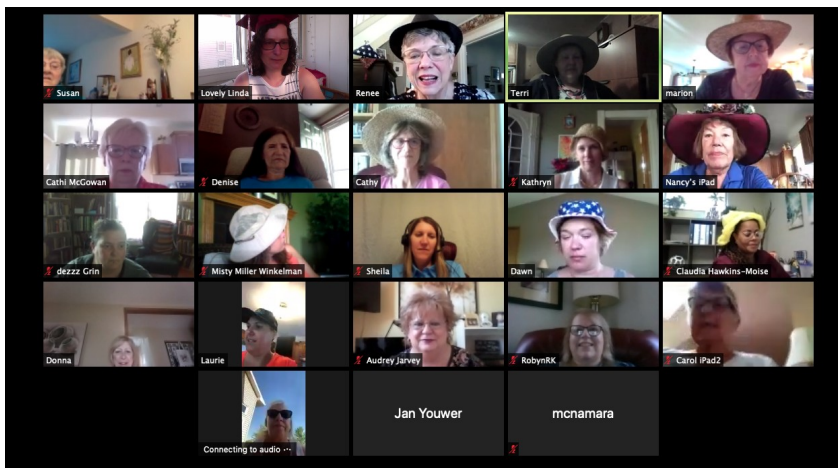 Susan
Lovely Linda
Renee
Terri
marion
Cathi McGowan
Denise
Cathy
Kathryn
Nancy's iPad
dezzz Grin
Misty Miller Winkelman
Sheila
Dawn
Claudia Hawkins-Moise
Donna
Laurie
Audrey Jarvey
RobynRK
Carol iPad2
Connecting to audio ···
Jan Youwer
mcnamara